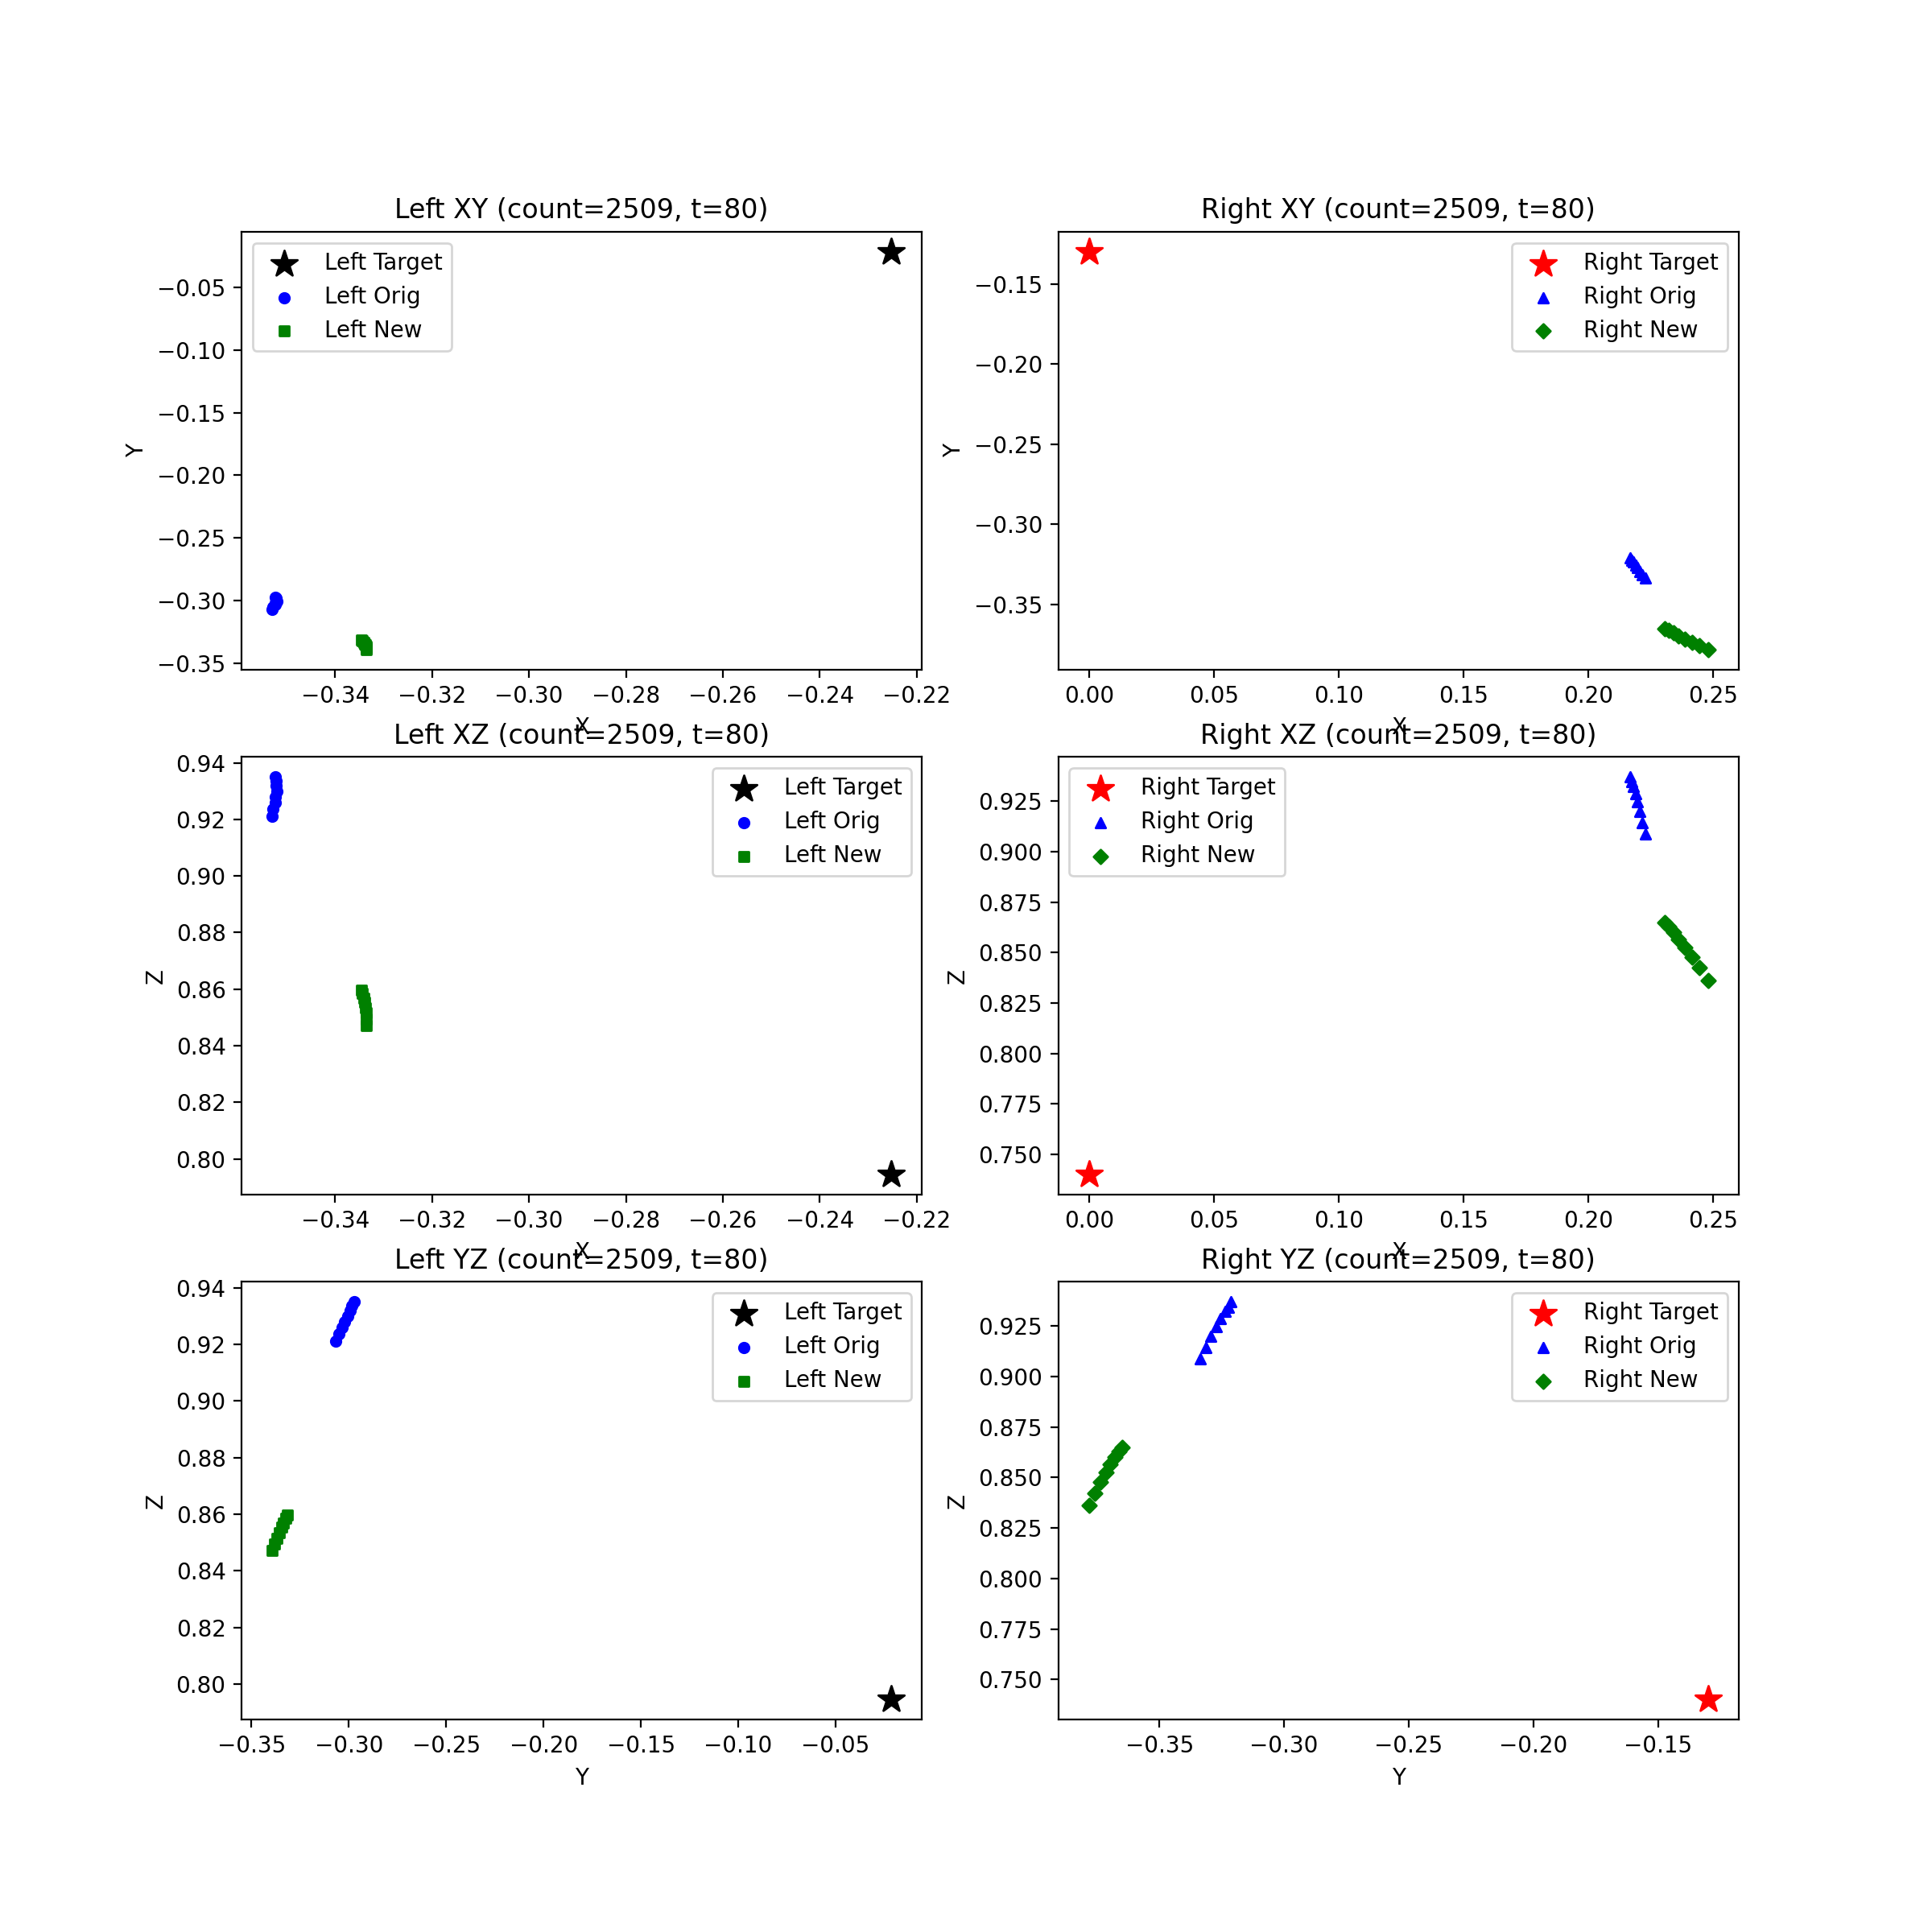 Left XY (count=2509, t=80)
Left Target
Left Orig
Left New
Y
−0.05
−0.10
−0.15
−0.20
−0.25
−0.30
−0.35
−0.34 −0.32 −0.30 −0.28 −0.26 −0.24 −0.22
X
Right XY (count=2509, t=80)
Right Target
Right Orig
Right New
Y
−0.15
−0.20
−0.25
−0.30
−0.35
0.00 0.05 0.10 0.15 0.20 0.25
X
Left XZ (count=2509, t=80)
Left Target
Left Orig
Left New
Z
0.94
0.92
0.90
0.88
0.86
0.84
0.82
0.80
−0.34 −0.32 −0.30 −0.28 −0.26 −0.24 −0.22
X
Right XZ (count=2509, t=80)
Right Target
Right Orig
Right New
Z
0.925
0.900
0.875
0.850
0.825
0.800
0.775
0.750
0.00 0.05 0.10 0.15 0.20 0.25
X
Left YZ (count=2509, t=80)
Left Target
Left Orig
Left New
Z
0.94
0.92
0.90
0.88
0.86
0.84
0.82
0.80
−0.35 −0.30 −0.25 −0.20 −0.15 −0.10 −0.05
Y
Right YZ (count=2509, t=80)
Right Target
Right Orig
Right New
Z
0.925
0.900
0.875
0.850
0.825
0.800
0.775
0.750
−0.35 −0.30 −0.25 −0.20 −0.15
Y